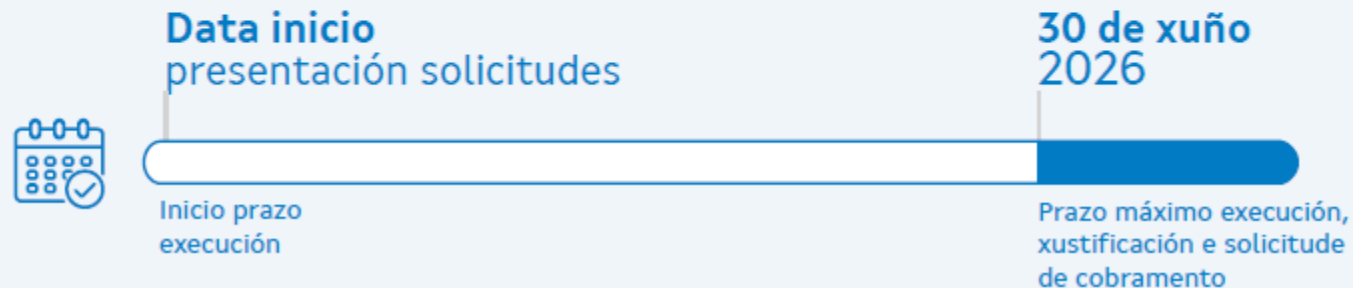 Data inicio
presentación solicitudes
30 de xuño
2026
Inicio prazo
execución
Prazo máximo execución,
xustificación e solicitude
de cobramento